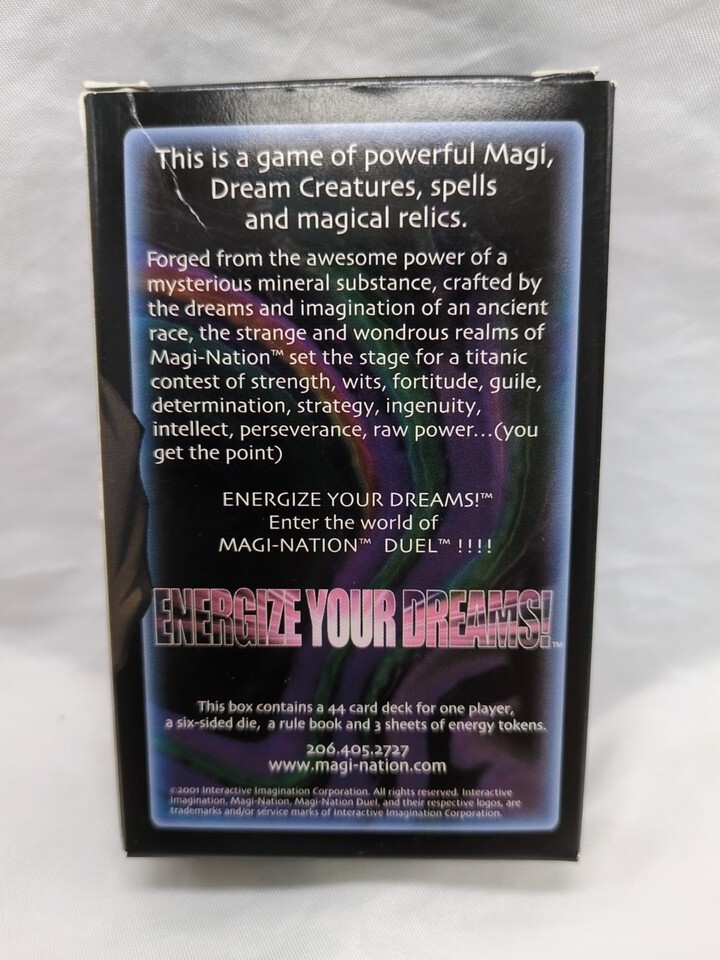 This is a game of powerful Magi,
Dream Creatures, spells
and magical relics.
Forged from the awesome power of a
mysterious mineral substance, crafted by
the dreams and imagination of an ancient
race, the strange and wondrous realms of
Magi-Nation™ set the stage for a titanic
contest of strength, wits, fortitude, guile,
determination, strategy, ingenuity,
intellect, perseverance, raw power...(you
get the point)
ENERGIZE YOUR DREAMS!™
Enter the world of
MAGI-NATION™ DUEL™ !!!!
ENERGIZE YOUR DREAMS!™
This box contains a 44 card deck for one player,
a six-sided die, a rule book and 3 sheets of energy tokens.
206.405.2727
www.magi-nation.com
©2001 Interactive Imagination Corporation. All rights reserved. Interactive
Imagination, Magi-Nation, Magi-Nation Duel, and their respective logos, are
trademarks and/or service marks of Interactive Imagination Corporation.